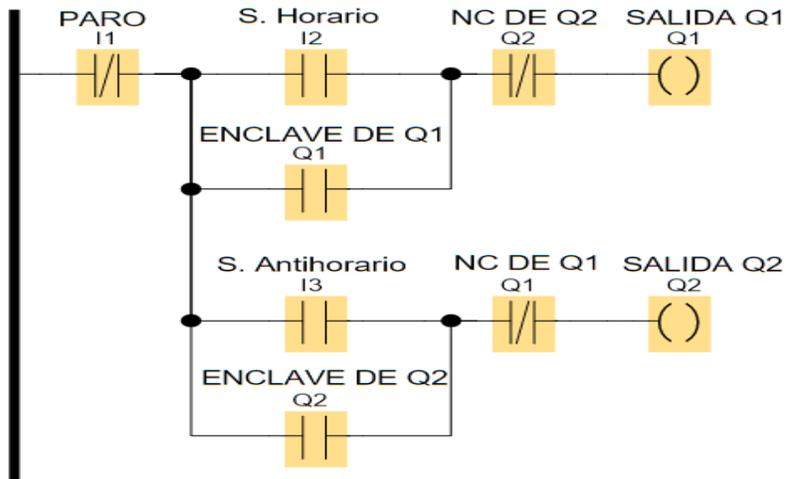 PARO
I1
S. Horario
I2
NC DE Q2
Q2
SALIDA Q1
Q1
ENCLAVE DE Q1
Q1
S. Antihorario
I3
NC DE Q1
Q1
SALIDA Q2
Q2
ENCLAVE DE Q2
Q2